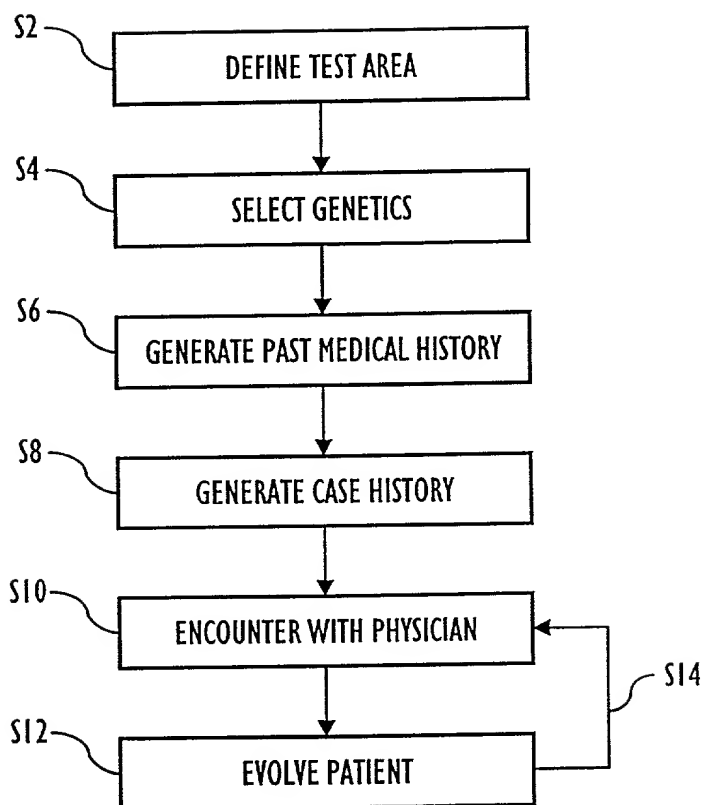 S2
DEFINE TEST AREA
S4
SELECT GENETICS
S6
GENERATE PAST MEDICAL HISTORY
S8
GENERATE CASE HISTORY
S10
ENCOUNTER WITH PHYSICIAN
S14
S12
EVOLVE PATIENT